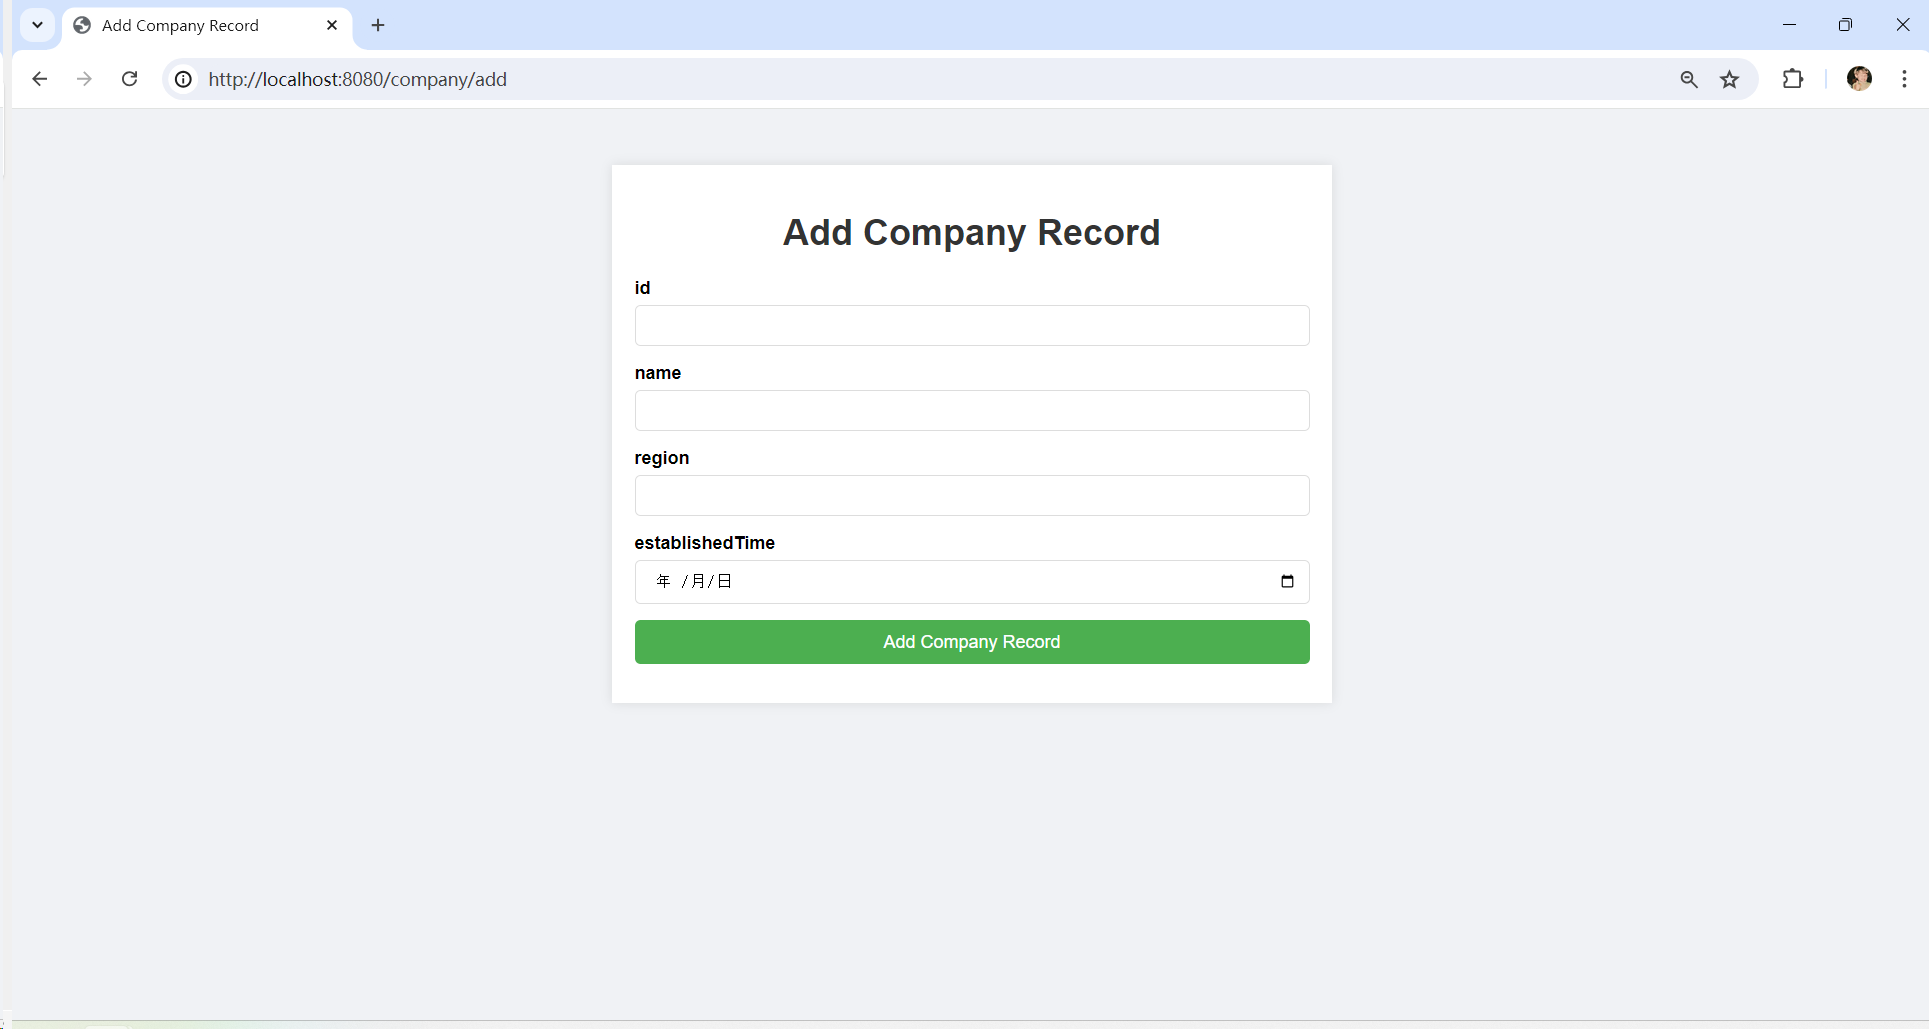 Add Company Record
http://localhost:8080/company/add
Add Company Record
id
name
region
establishedTime
年 /月/日
Add Company Record